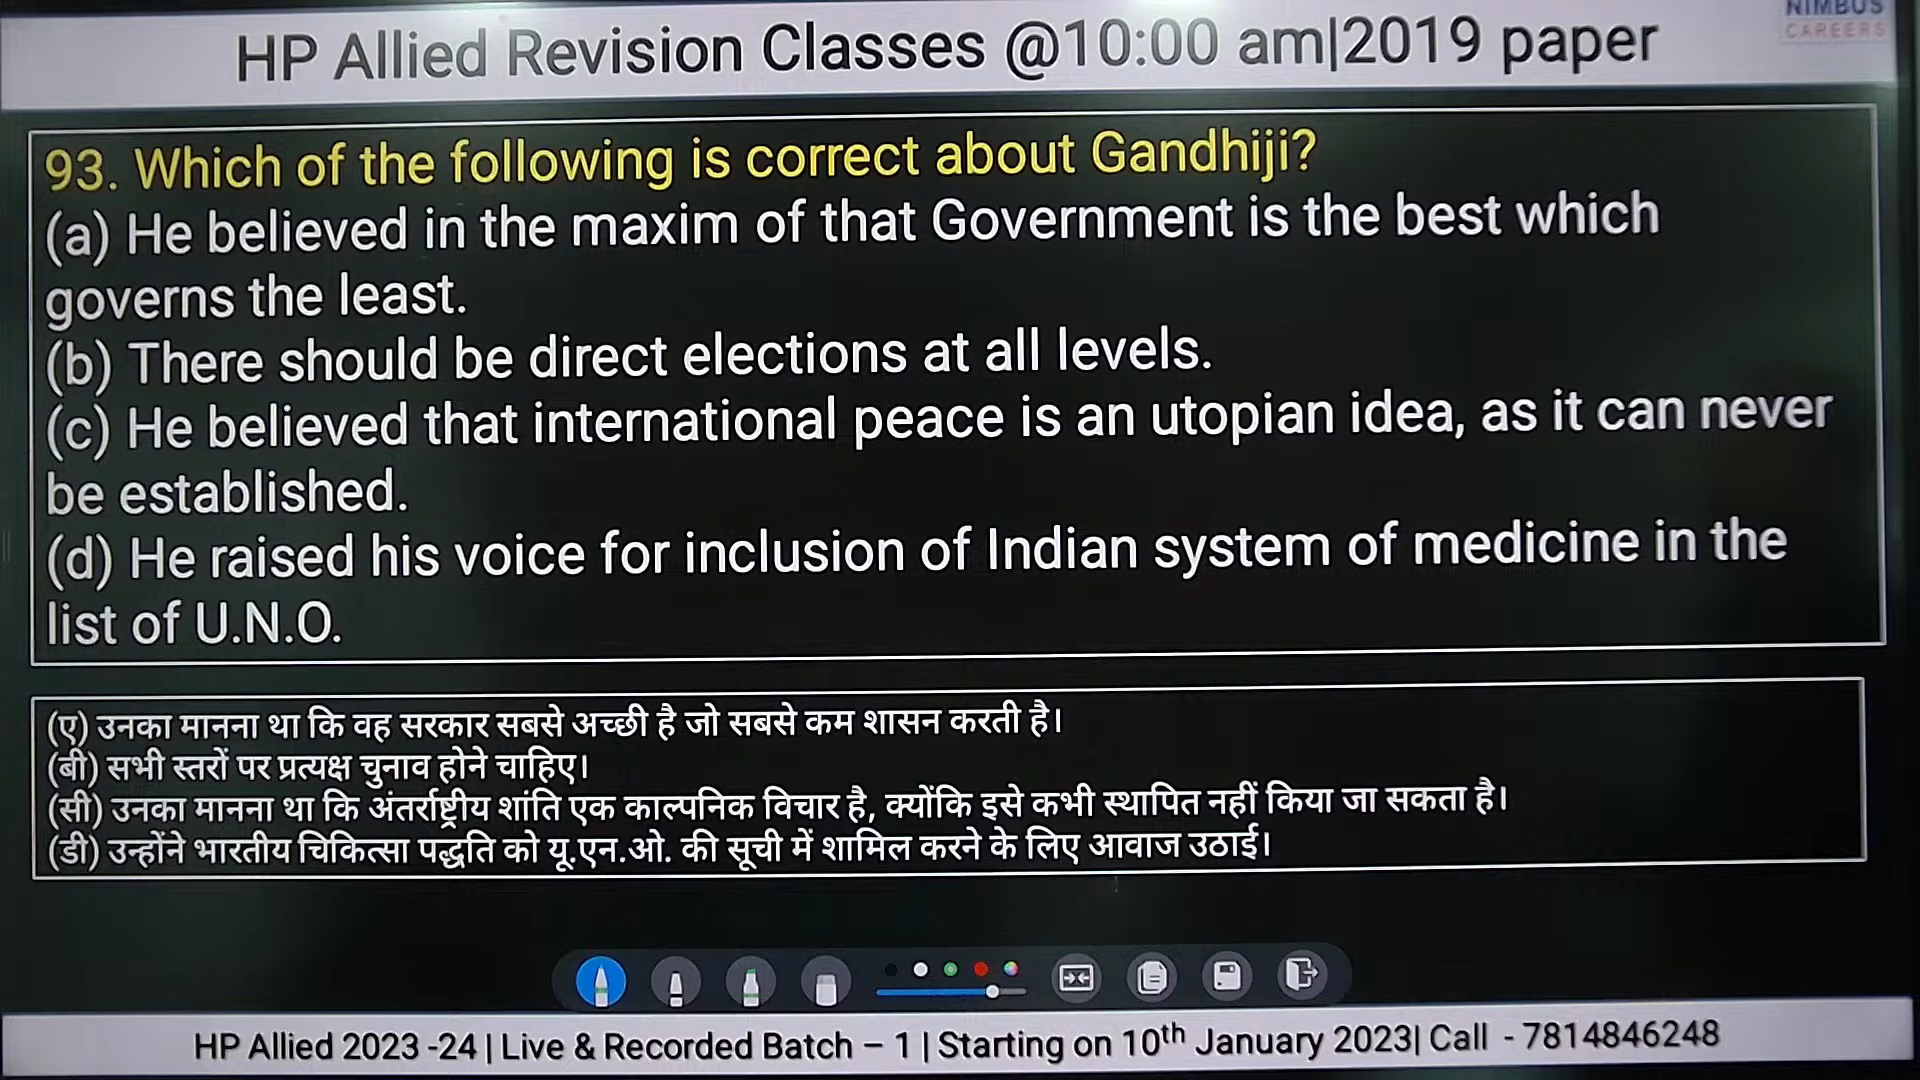 NIMBUS
CAREERS
HP Allied Revision Classes @10:00 am|2019 paper
93. Which of the following is correct about Gandhiji?
(a) He believed in the maxim of that Government is the best which
governs the least.
(b) There should be direct elections at all levels.
(c) He believed that international peace is an utopian idea, as it can never
be established.
(d) He raised his voice for inclusion of Indian system of medicine in the
list of U.N.O.
(ए) उनका मानना था कि वह सरकार सबसे अच्छी है जो सबसे कम शासन करती है।
(बी) सभी स्तरों पर प्रत्यक्ष चुनाव होने चाहिए।
(सी) उनका मानना था कि अंतर्राष्ट्रीय शांति एक काल्पनिक विचार है, क्योंकि इसे कभी स्थापित नहीं किया जा सकता है।
(डी) उन्होंने भारतीय चिकित्सा पद्धति को यू.एन.ओ. की सूची में शामिल करने के लिए आवाज उठाई।
HP Allied 2023 -24 | Live & Recorded Batch – 1 | Starting on 10th January 2023| Call - 7814846248